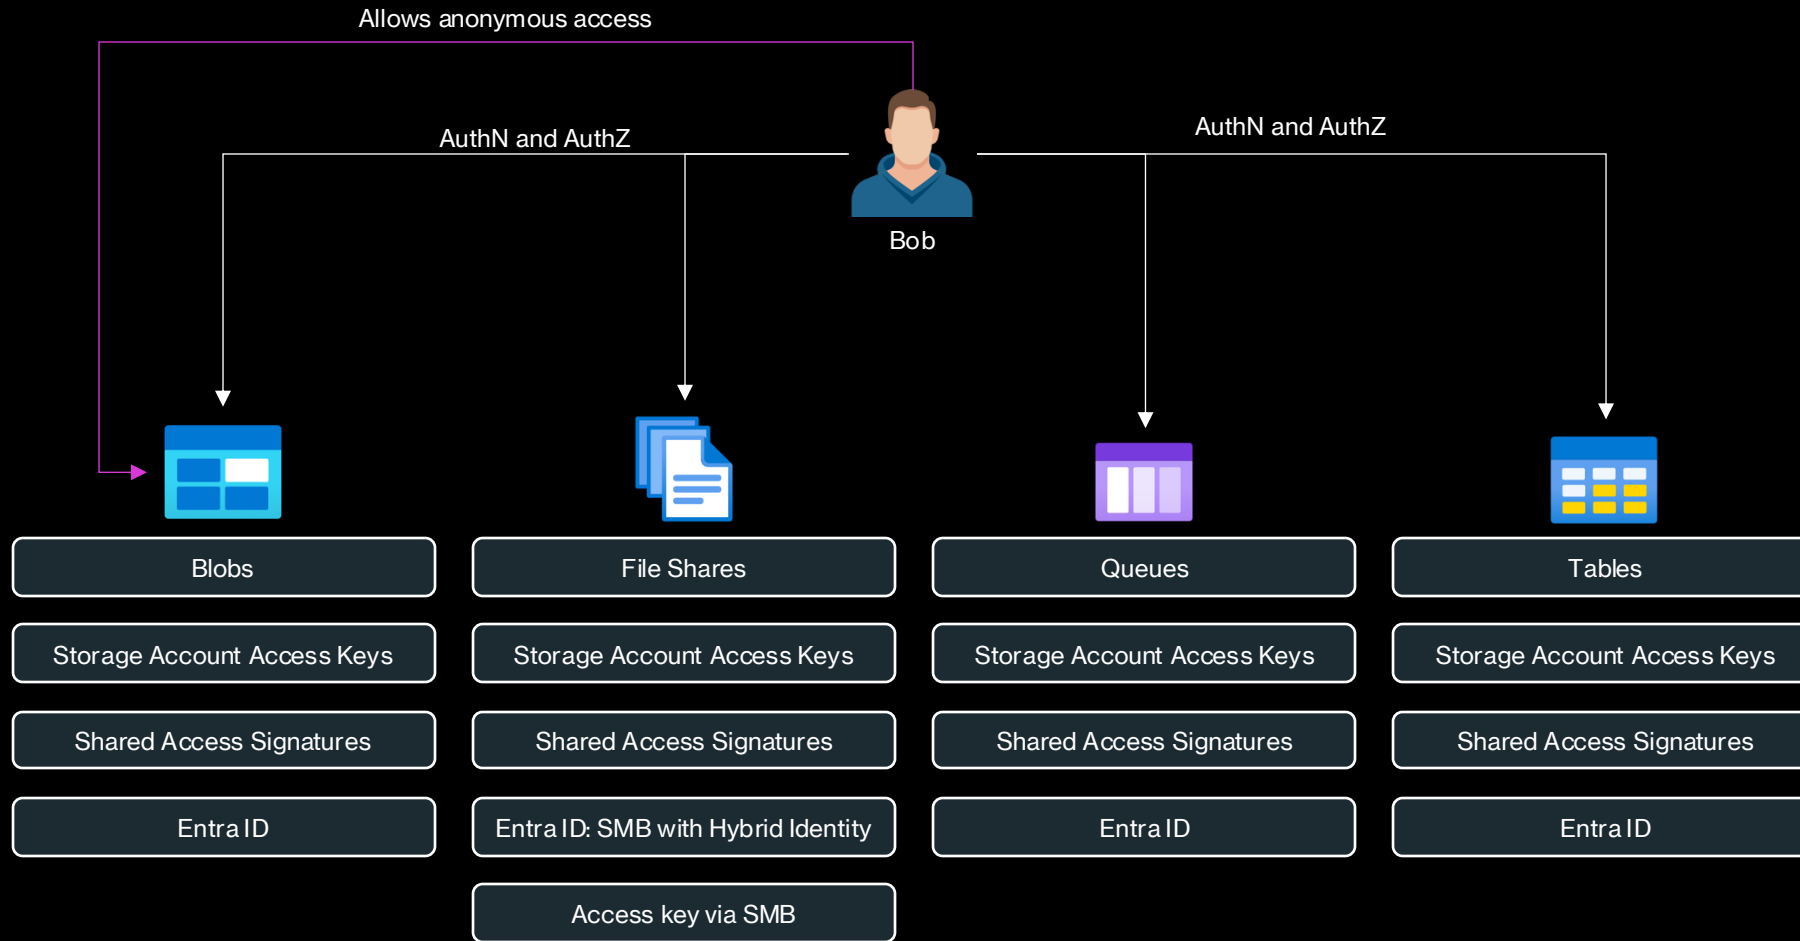 Allows anonymous access
AuthN and AuthZ
AuthN and AuthZ
Bob
Blobs
File Shares
Queues
Tables
Storage Account Access Keys
Storage Account Access Keys
Storage Account Access Keys
Storage Account Access Keys
Shared Access Signatures
Shared Access Signatures
Shared Access Signatures
Shared Access Signatures
Entra ID
Entra ID: SMB with Hybrid Identity
Entra ID
Entra ID
Access key via SMB